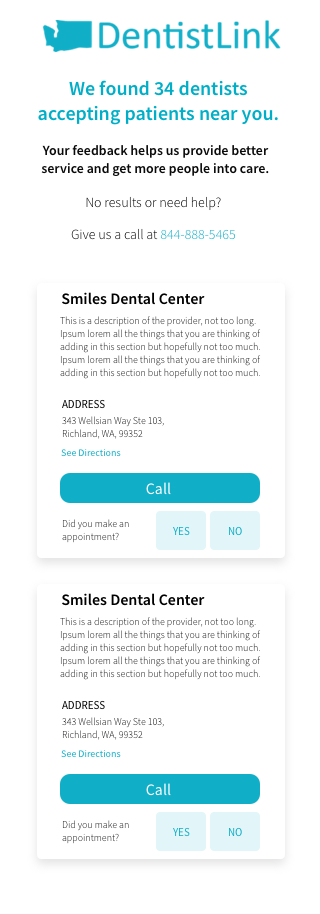 DentistLink
We found 34 dentists
accepting patients near you.
Your feedback helps us provide better
service and get more people into care.
No results or need help?
Give us a call at 844-888-5465
Smiles Dental Center
This is a description of the provider, not too long.
Ipsum lorem all the things that you are thinking of
adding in this section but hopefully not too much.
Ipsum lorem all the things that you are thinking of
adding in this section but hopefully not too much.
ADDRESS
343 Wellsian Way Ste 103,
Richland, WA, 99352
See Directions
Call
Did you make an
appointment?
YES
NO
Smiles Dental Center
This is a description of the provider, not too long.
Ipsum lorem all the things that you are thinking of
adding in this section but hopefully not too much.
Ipsum lorem all the things that you are thinking of
adding in this section but hopefully not too much.
ADDRESS
343 Wellsian Way Ste 103,
Richland, WA, 99352
See Directions
Call
Did you make an
appointment?
YES
NO